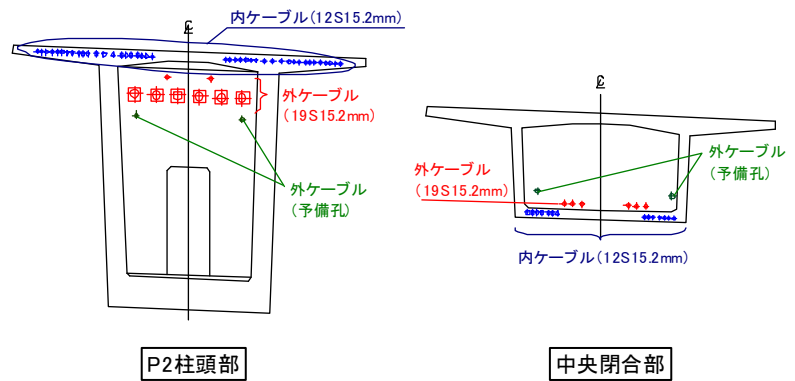 内ケーブル(12S15.2mm)
℄
外ケーブル
(19S15.2mm)
外ケーブル
(予備孔)
P2柱頭部
℄
外ケーブル
(19S15.2mm)
外ケーブル
(予備孔)
内ケーブル(12S15.2mm)
中央閉合部